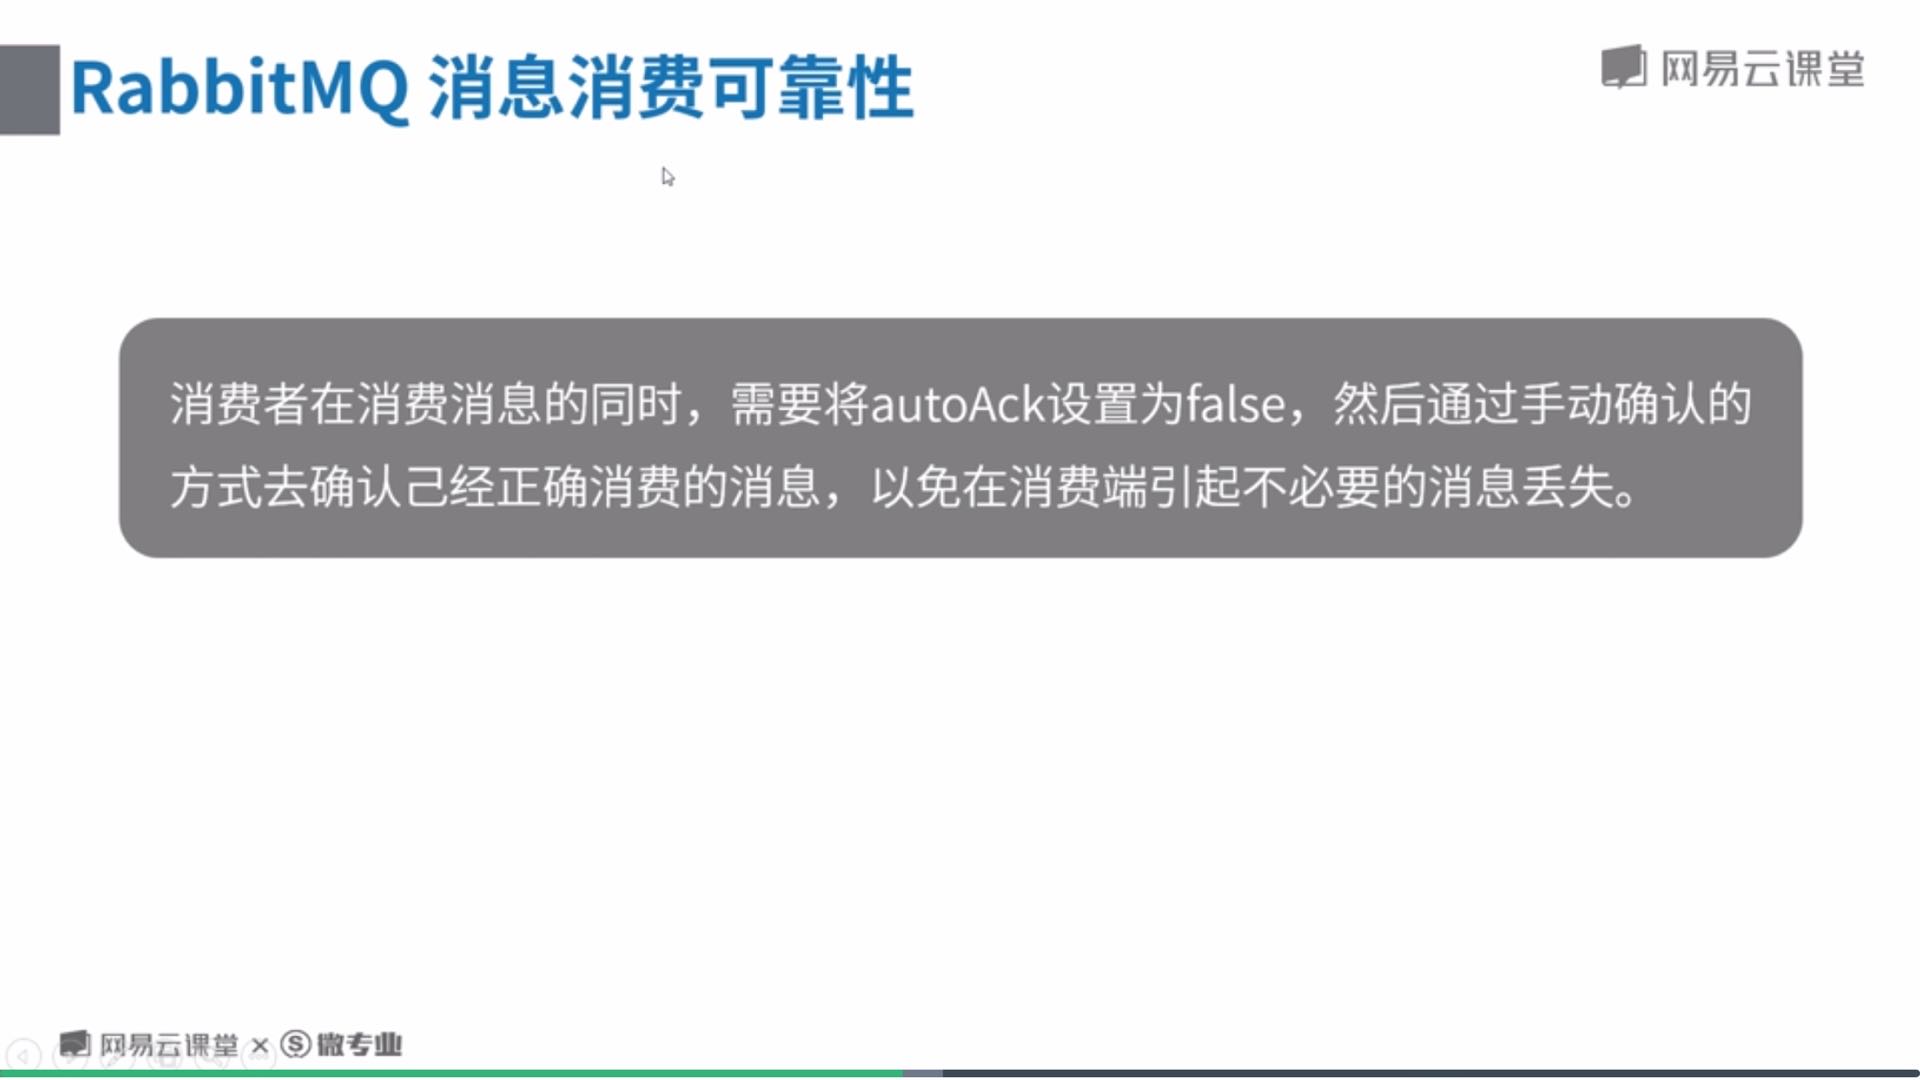 RabbitMQ 消息消费可靠性
网易云课堂
消费者在消费消息的同时，需要将autoAck设置为false，然后通过手动确认的
方式去确认己经正确消费的消息，以免在消费端引起不必要的消息丢失。
网易云课堂 × 微专业